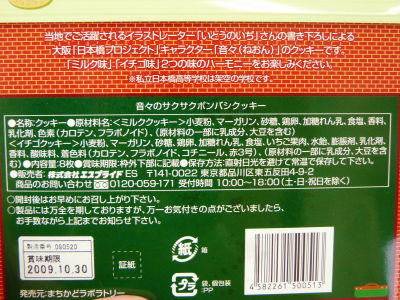 当地でご活躍されるイラストレーター「いとうのいぢ」さんの書き下ろしによる
大阪「日本橋プロジェクト」キャラクター「音々(ねおん)」のクッキーです。
「ミルク味」「イチゴ味」2つの味のハーモニーをお楽しみください。
※私立日本橋高等学校は架空の学校です。
音々のサクサクポンバシクッキー
●名称:クッキー ●原材料名:<ミルククッキー>小麦粉、マーガリン、砂糖、鶏卵、加糖れん乳、食塩、香料、
乳化剤、色素(カロテン、フラボノイド)、(原材料の一部に乳成分、大豆を含む)
<イチゴクッキー>小麦粉、マーガリン、砂糖、鶏卵、加糖れん乳、食塩、いちご果肉、水飴、膨脹剤、乳化剤、
香料、酸味料、着色料(カロテン、フラボノイド、コチニール、赤3号)、(原材料の一部に乳成分、大豆を含
む)●内容量:8枚●賞味期限:枠外下部に記載●保存方法:直射日光を避けて常温で保存して下さい。
●販売者:株式会社エスプライド ES 〒141-0022 東京都品川区東五反田4-9-2
商品のお問い合わせ 0120-059-171 受付時間 10:00〜18:00(土・日・祝日を除く)
○開封後はお早めにお召し上がり下さい。
○製品には万全を期しておりますが、万一お気付きの点がございましたら、
お手数ながら上記までお知らせ下さい。
製造番号 090520
賞味期限
2009.10.30
証紙
紙
箱
プラ
個包装
:PP
4582261500513
発売元:まちかどラボラトリー